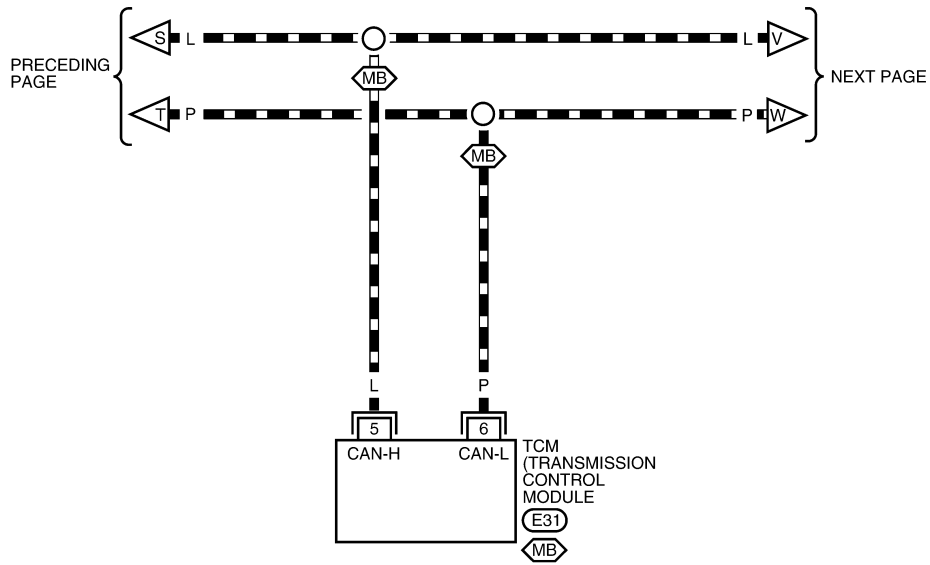 S L L V
PRECEDING
PAGE
MB
NEXT PAGE
T P P W
MB
L P
5 6
CAN-H CAN-L
TCM
(TRANSMISSION
CONTROL
MODULE
E31
MB